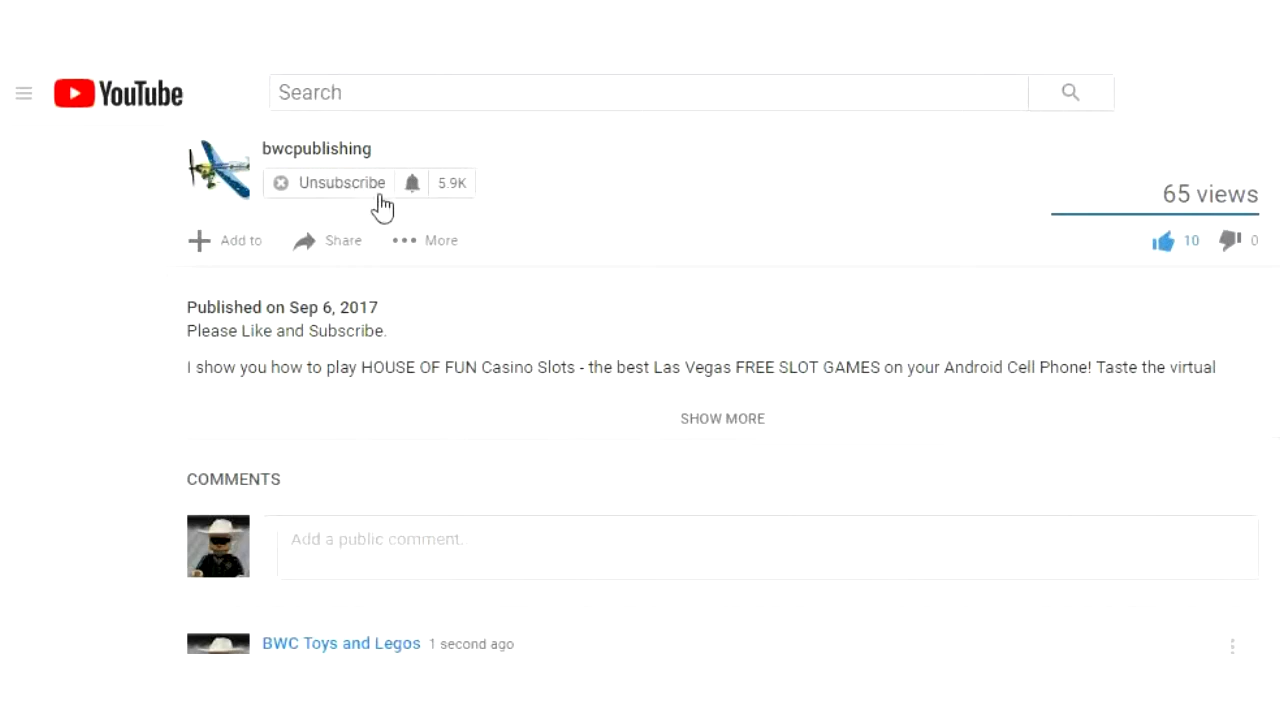 YouTube
Search
bwcpublishing
Unsubscribe 5.9K
65 views
Add to Share More
10 0
Published on Sep 6, 2017
Please Like and Subscribe.
I show you how to play HOUSE OF FUN Casino Slots - the best Las Vegas FREE SLOT GAMES on your Android Cell Phone! Taste the virtual
SHOW MORE
COMMENTS
Add a public comment.
BWC Toys and Legos 1 second ago